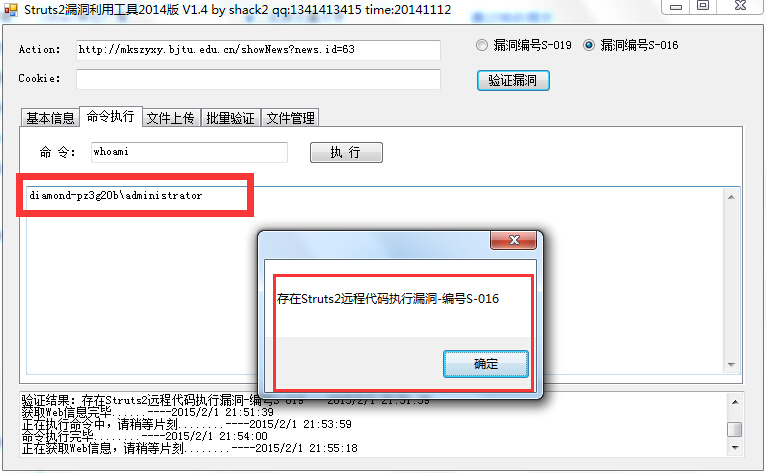 Struts2漏洞利用工具2014版 V1.4 by shack2 qq:1341413415 time:20141112
Action: http://mkszyxy.bjtu.edu.cn/showNews?news.id=63 漏洞编号S-019 漏洞编号S-016
Cookie: 验证漏洞
基本信息 命令执行 文件上传 批量验证 文件管理
命 令: whoami 执 行
diamond-pz3g20b\administrator
存在Struts2远程代码执行漏洞-编号S-016
确定
验证结果: 存在Struts2远程代码执行漏洞-编号S-019 2015/2/1 21:51:39
获取Web信息完毕......----2015/2/1 21:51:39
正在执行命令中，请稍等片刻........----2015/2/1 21:53:59
命令执行完毕........----2015/2/1 21:54:00
正在获取Web信息，请稍等片刻........----2015/2/1 21:55:18